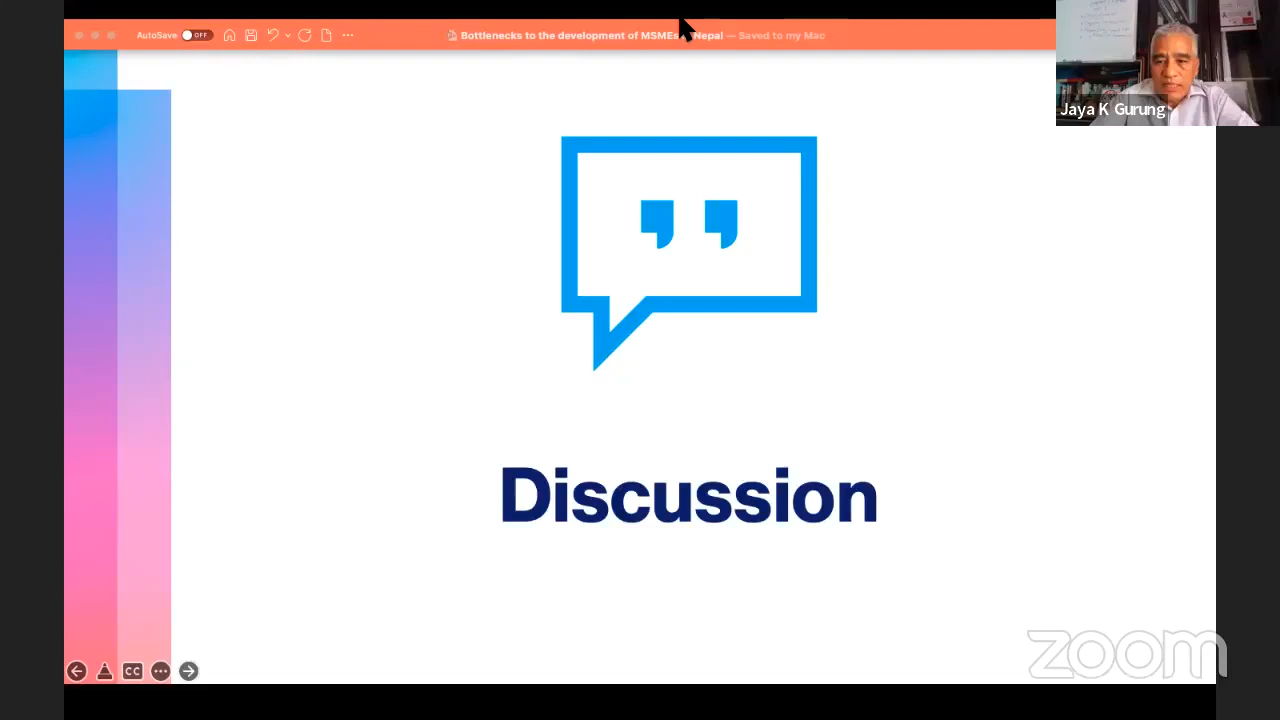 AutoSave OFF
Bottlenecks to the development of MSMEs Nepal — Saved to my Mac
Jaya K Gurung
Discussion
CC
zoom